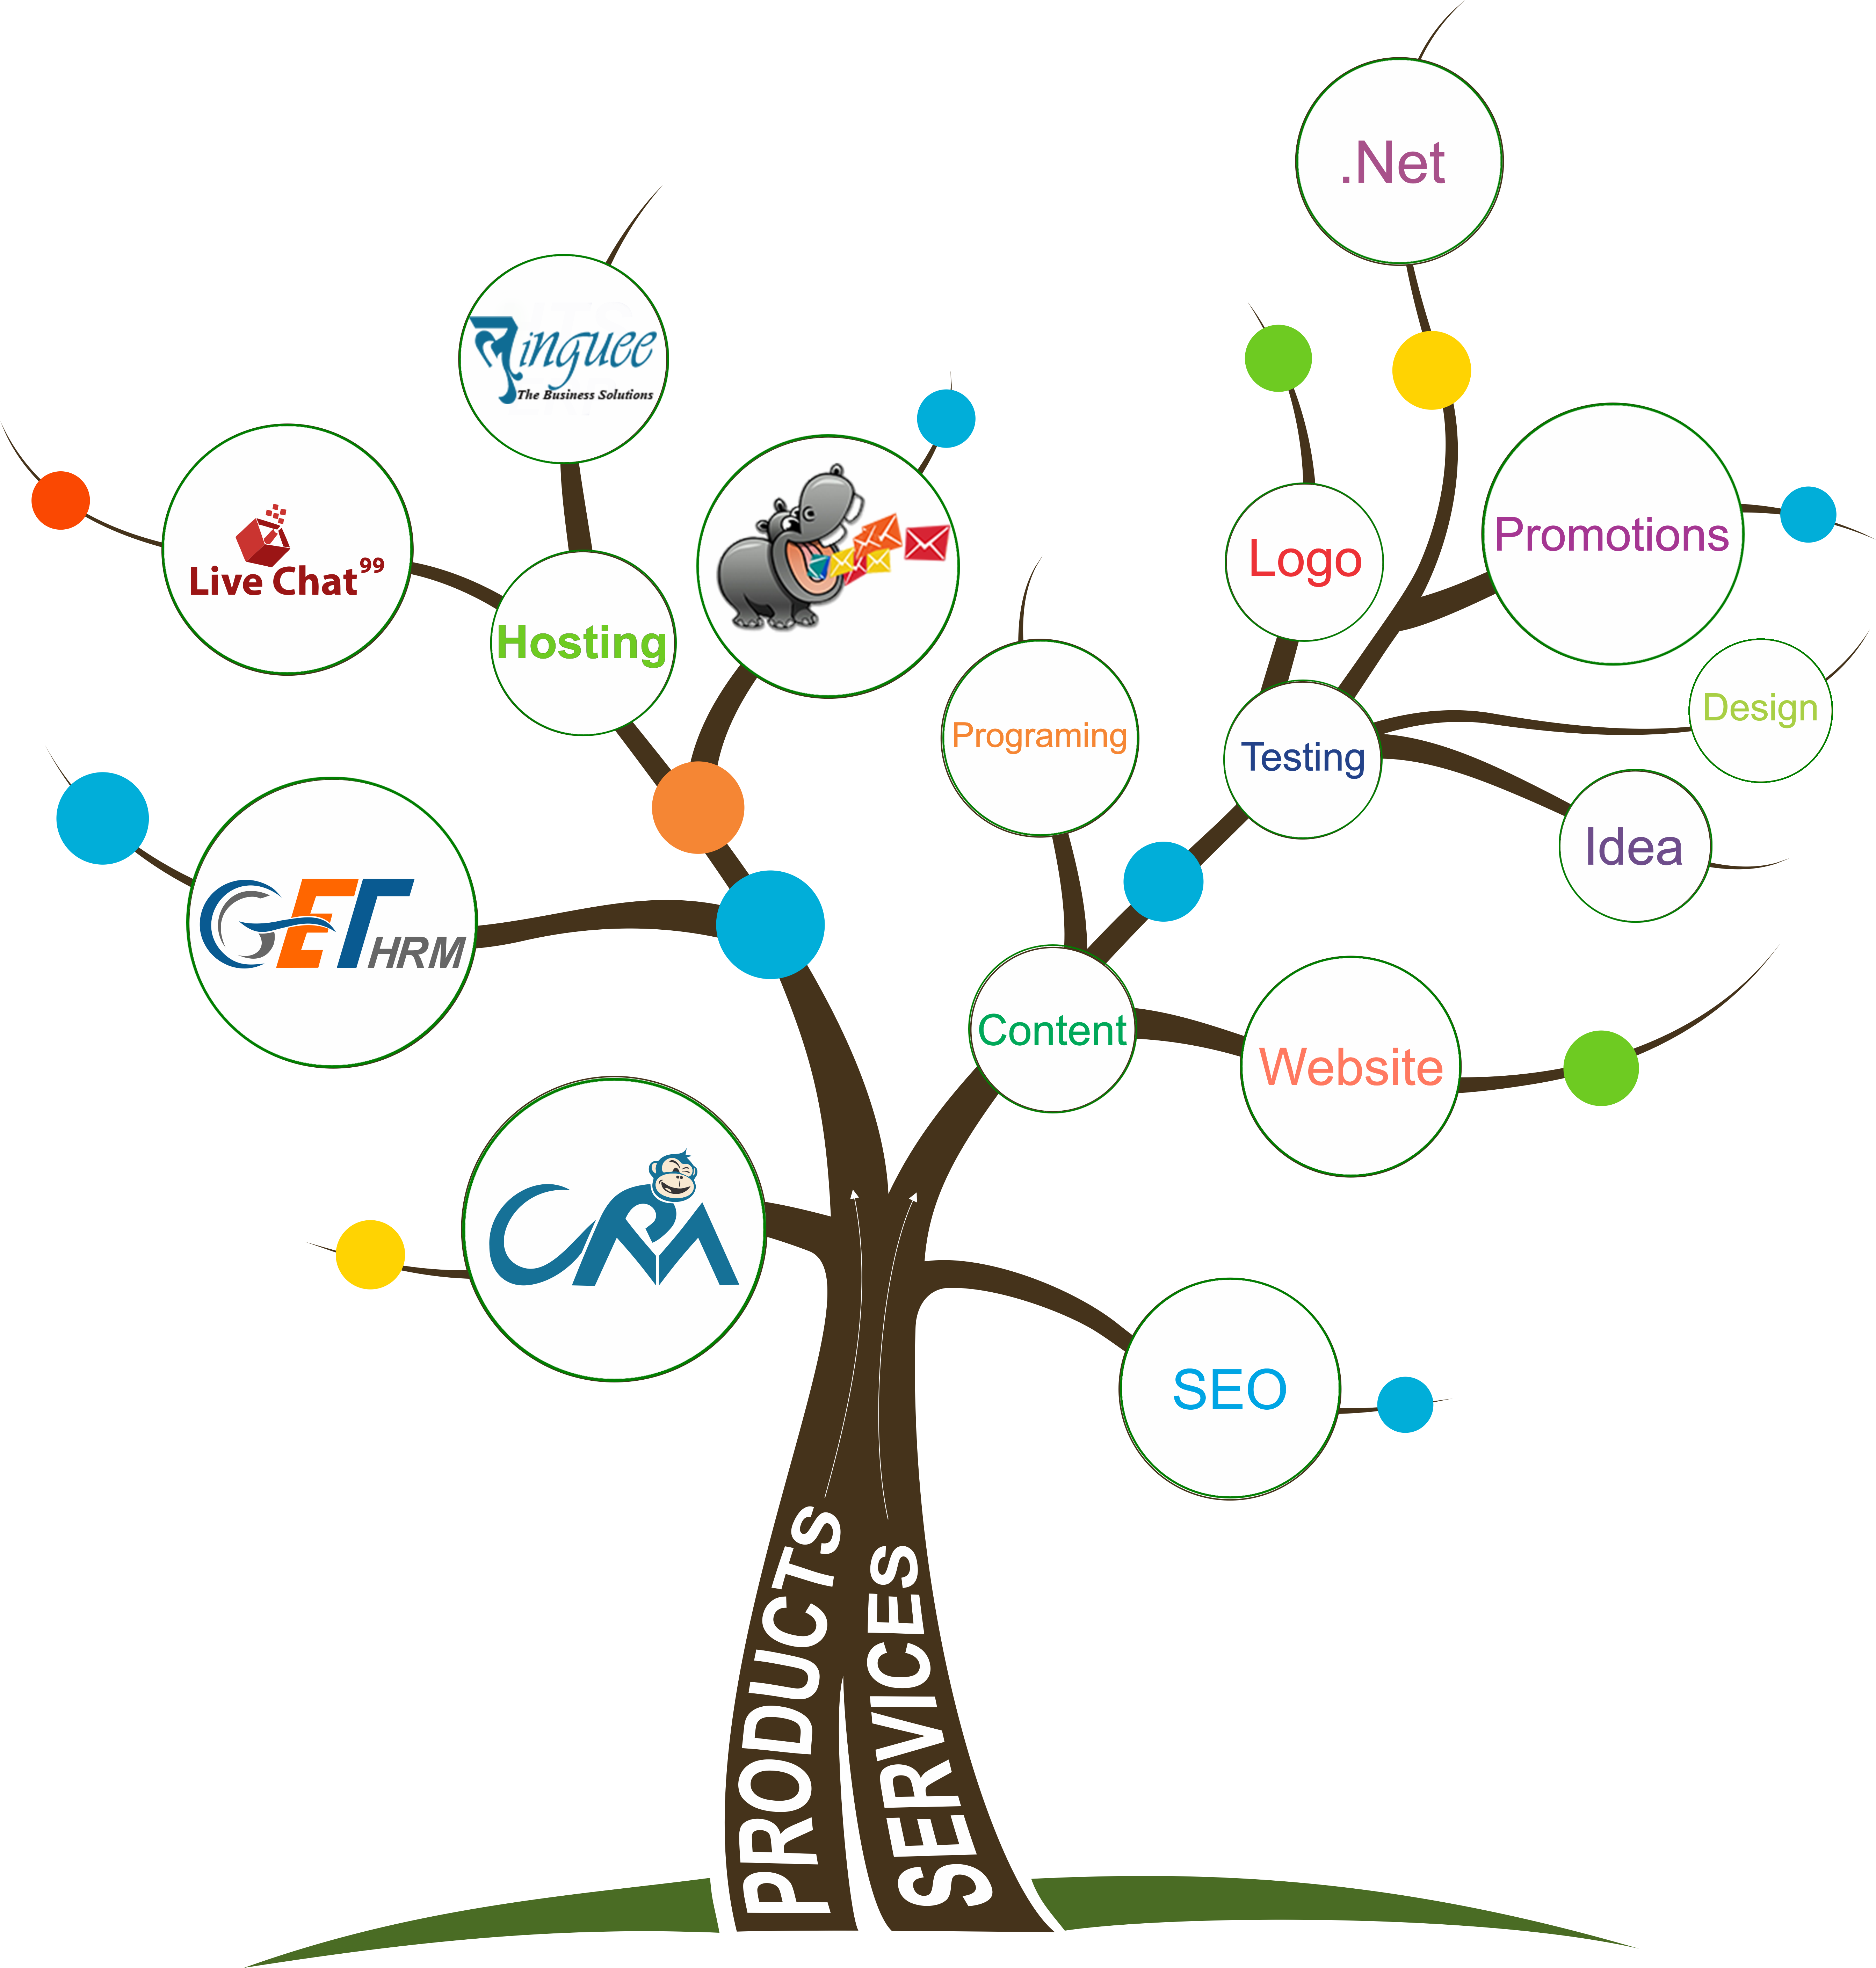 .Net
Linguee
The Business Solutions
Live Chat 99
Hosting
Logo
Promotions
Programing
Testing
Design
Idea
GET HRM
Content
Website
CRM
SEO
PRODUCTS
SERVICES